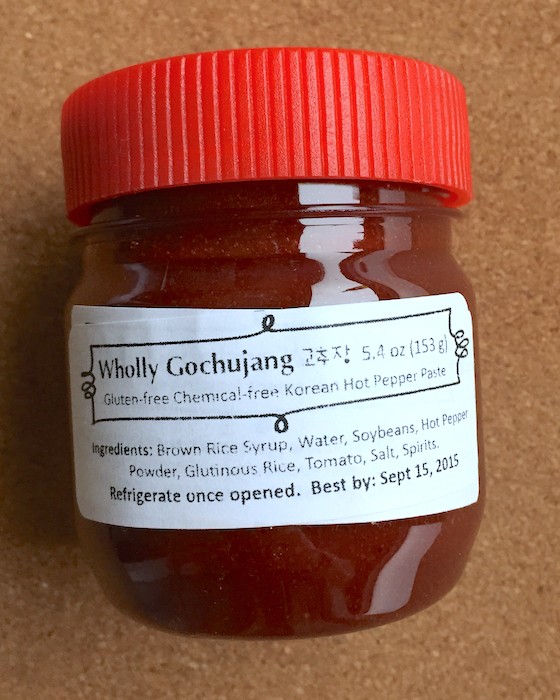 Wholly Gochujang 고추장 5.4 oz (153 g)
Gluten-free Chemical-free Korean Hot Pepper Paste
Ingredients: Brown Rice Syrup, Water, Soybeans, Hot Pepper
Powder, Glutinous Rice, Tomato, Salt, Spirits.
Refrigerate once opened. Best by: Sept 15, 2015